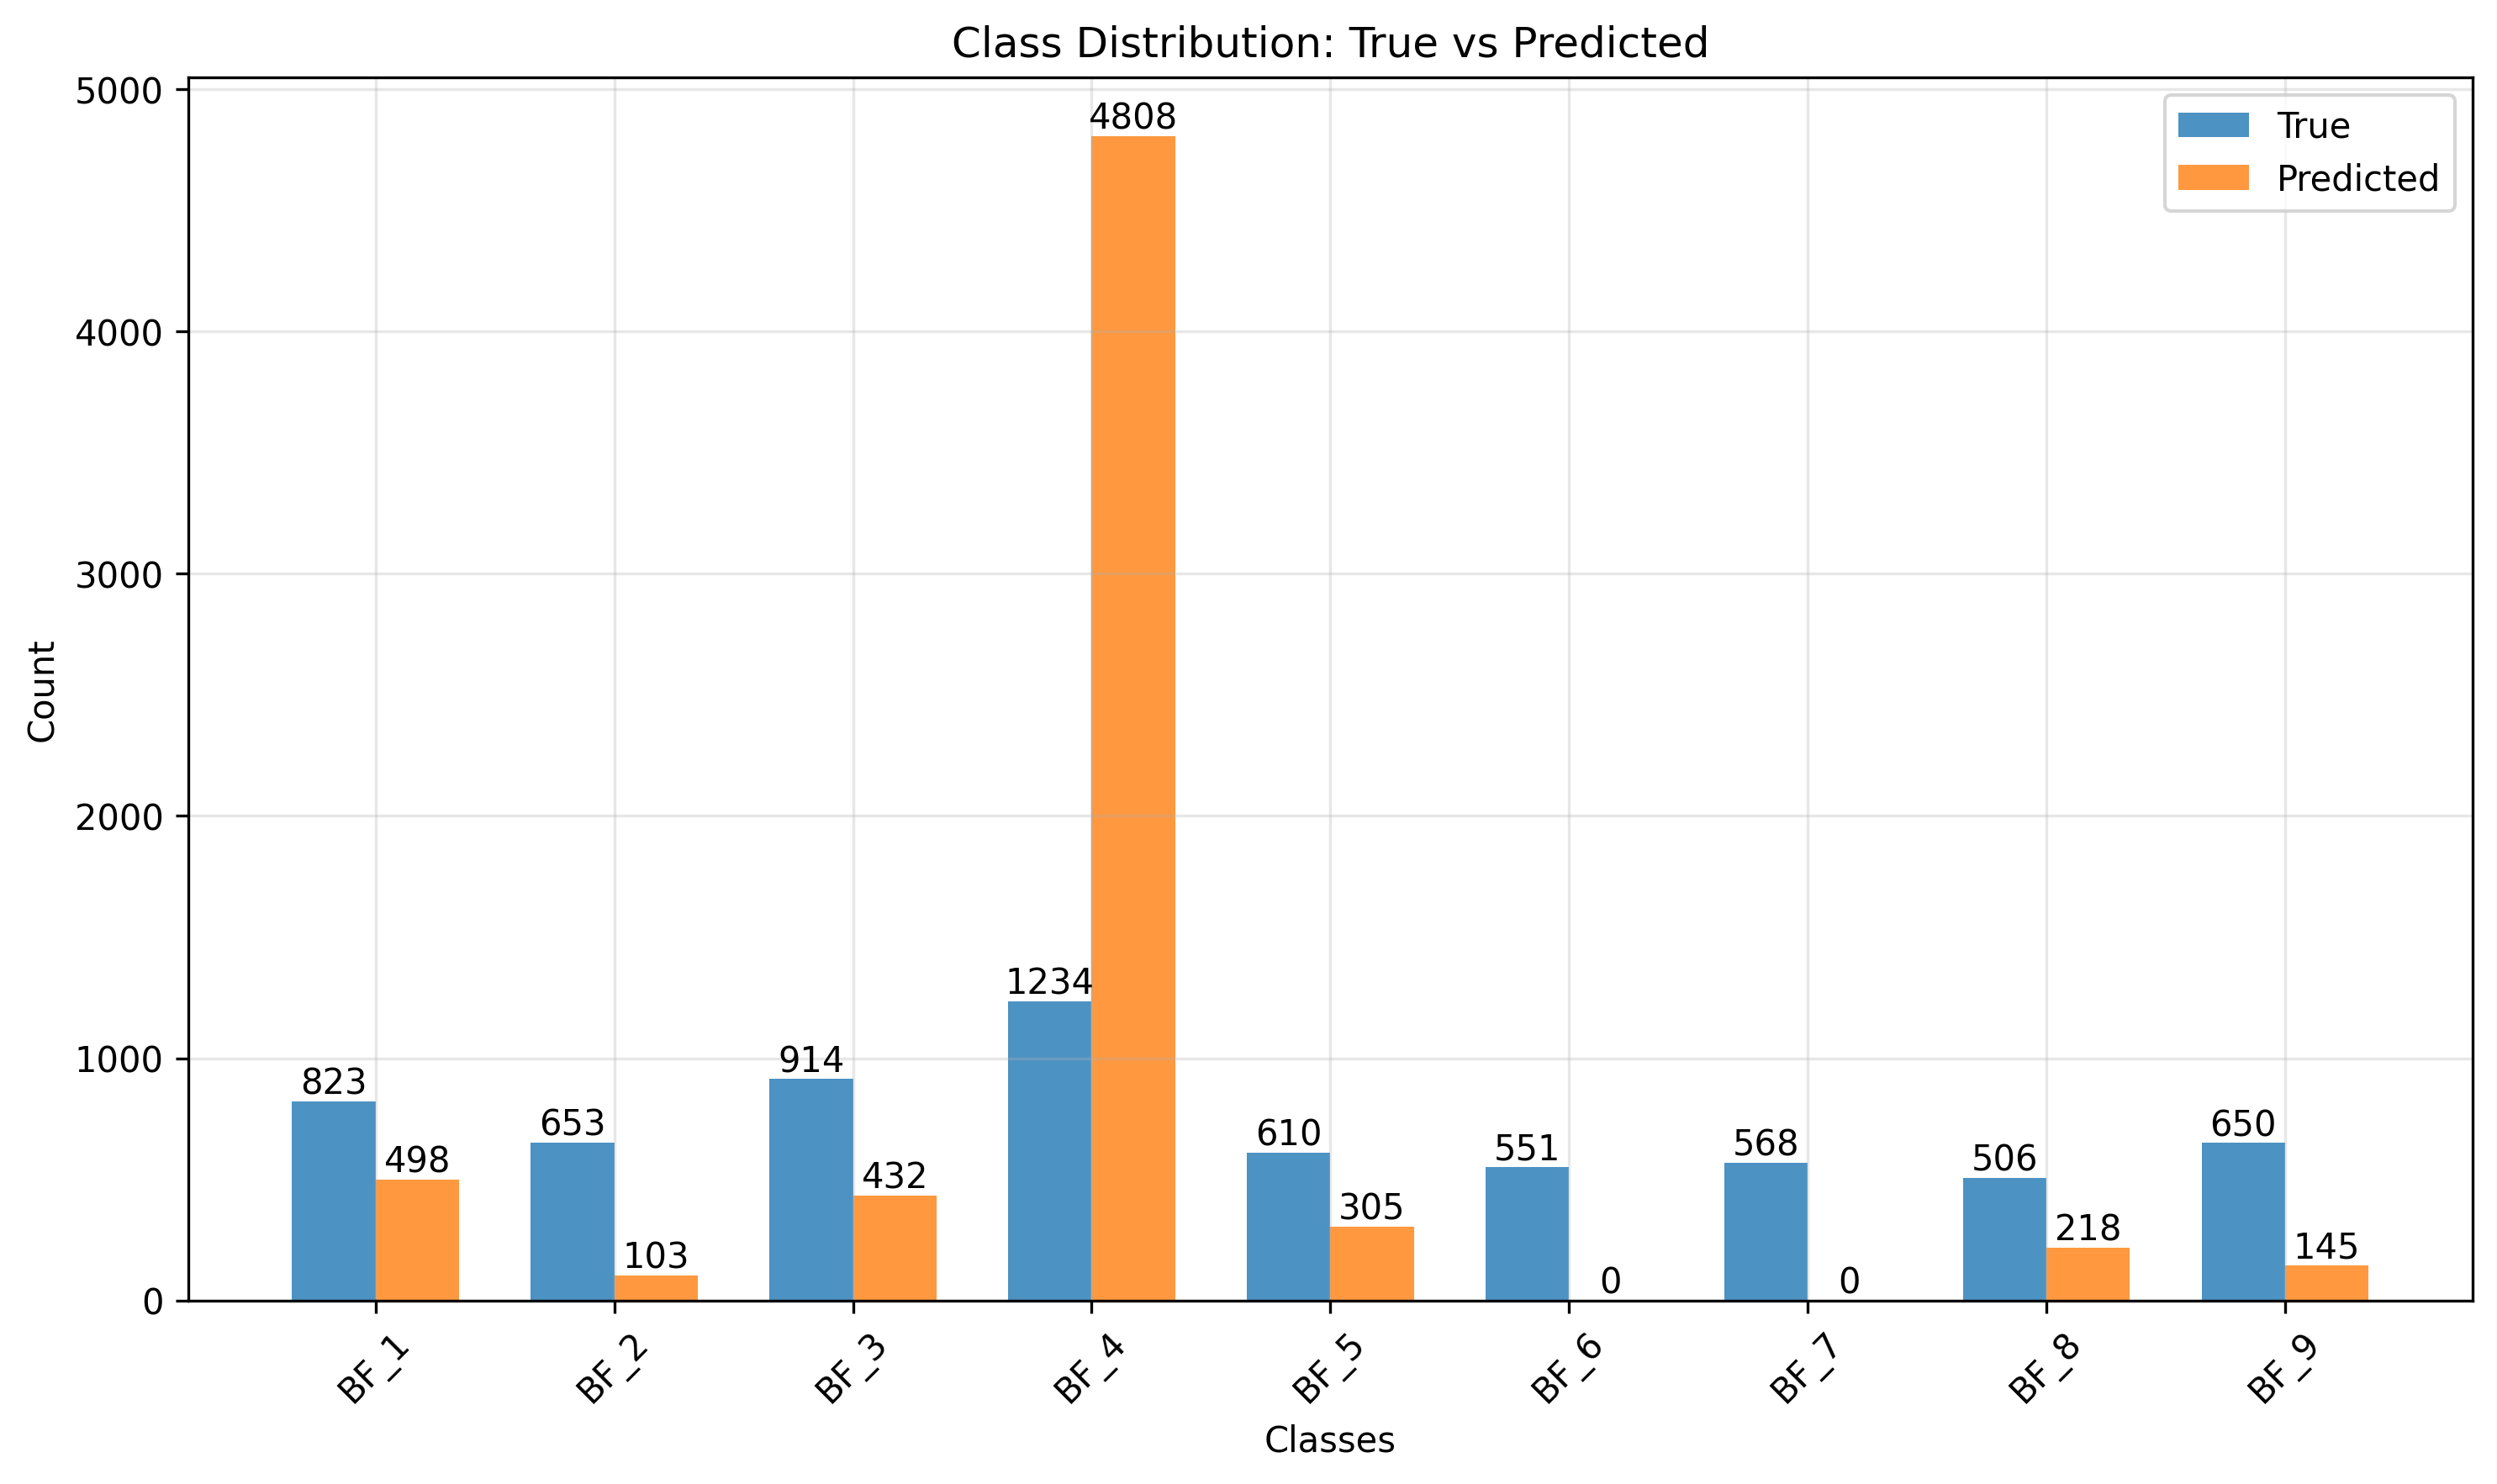 Class Distribution: True vs Predicted
True
Predicted
Count
5000
4000
3000
2000
1000
0
823
498
653
103
914
432
1234
4808
610
305
551
0
568
0
506
218
650
145
BF_1
BF_2
BF_3
BF_4
BF_5
BF_6
BF_7
BF_8
BF_9
Classes